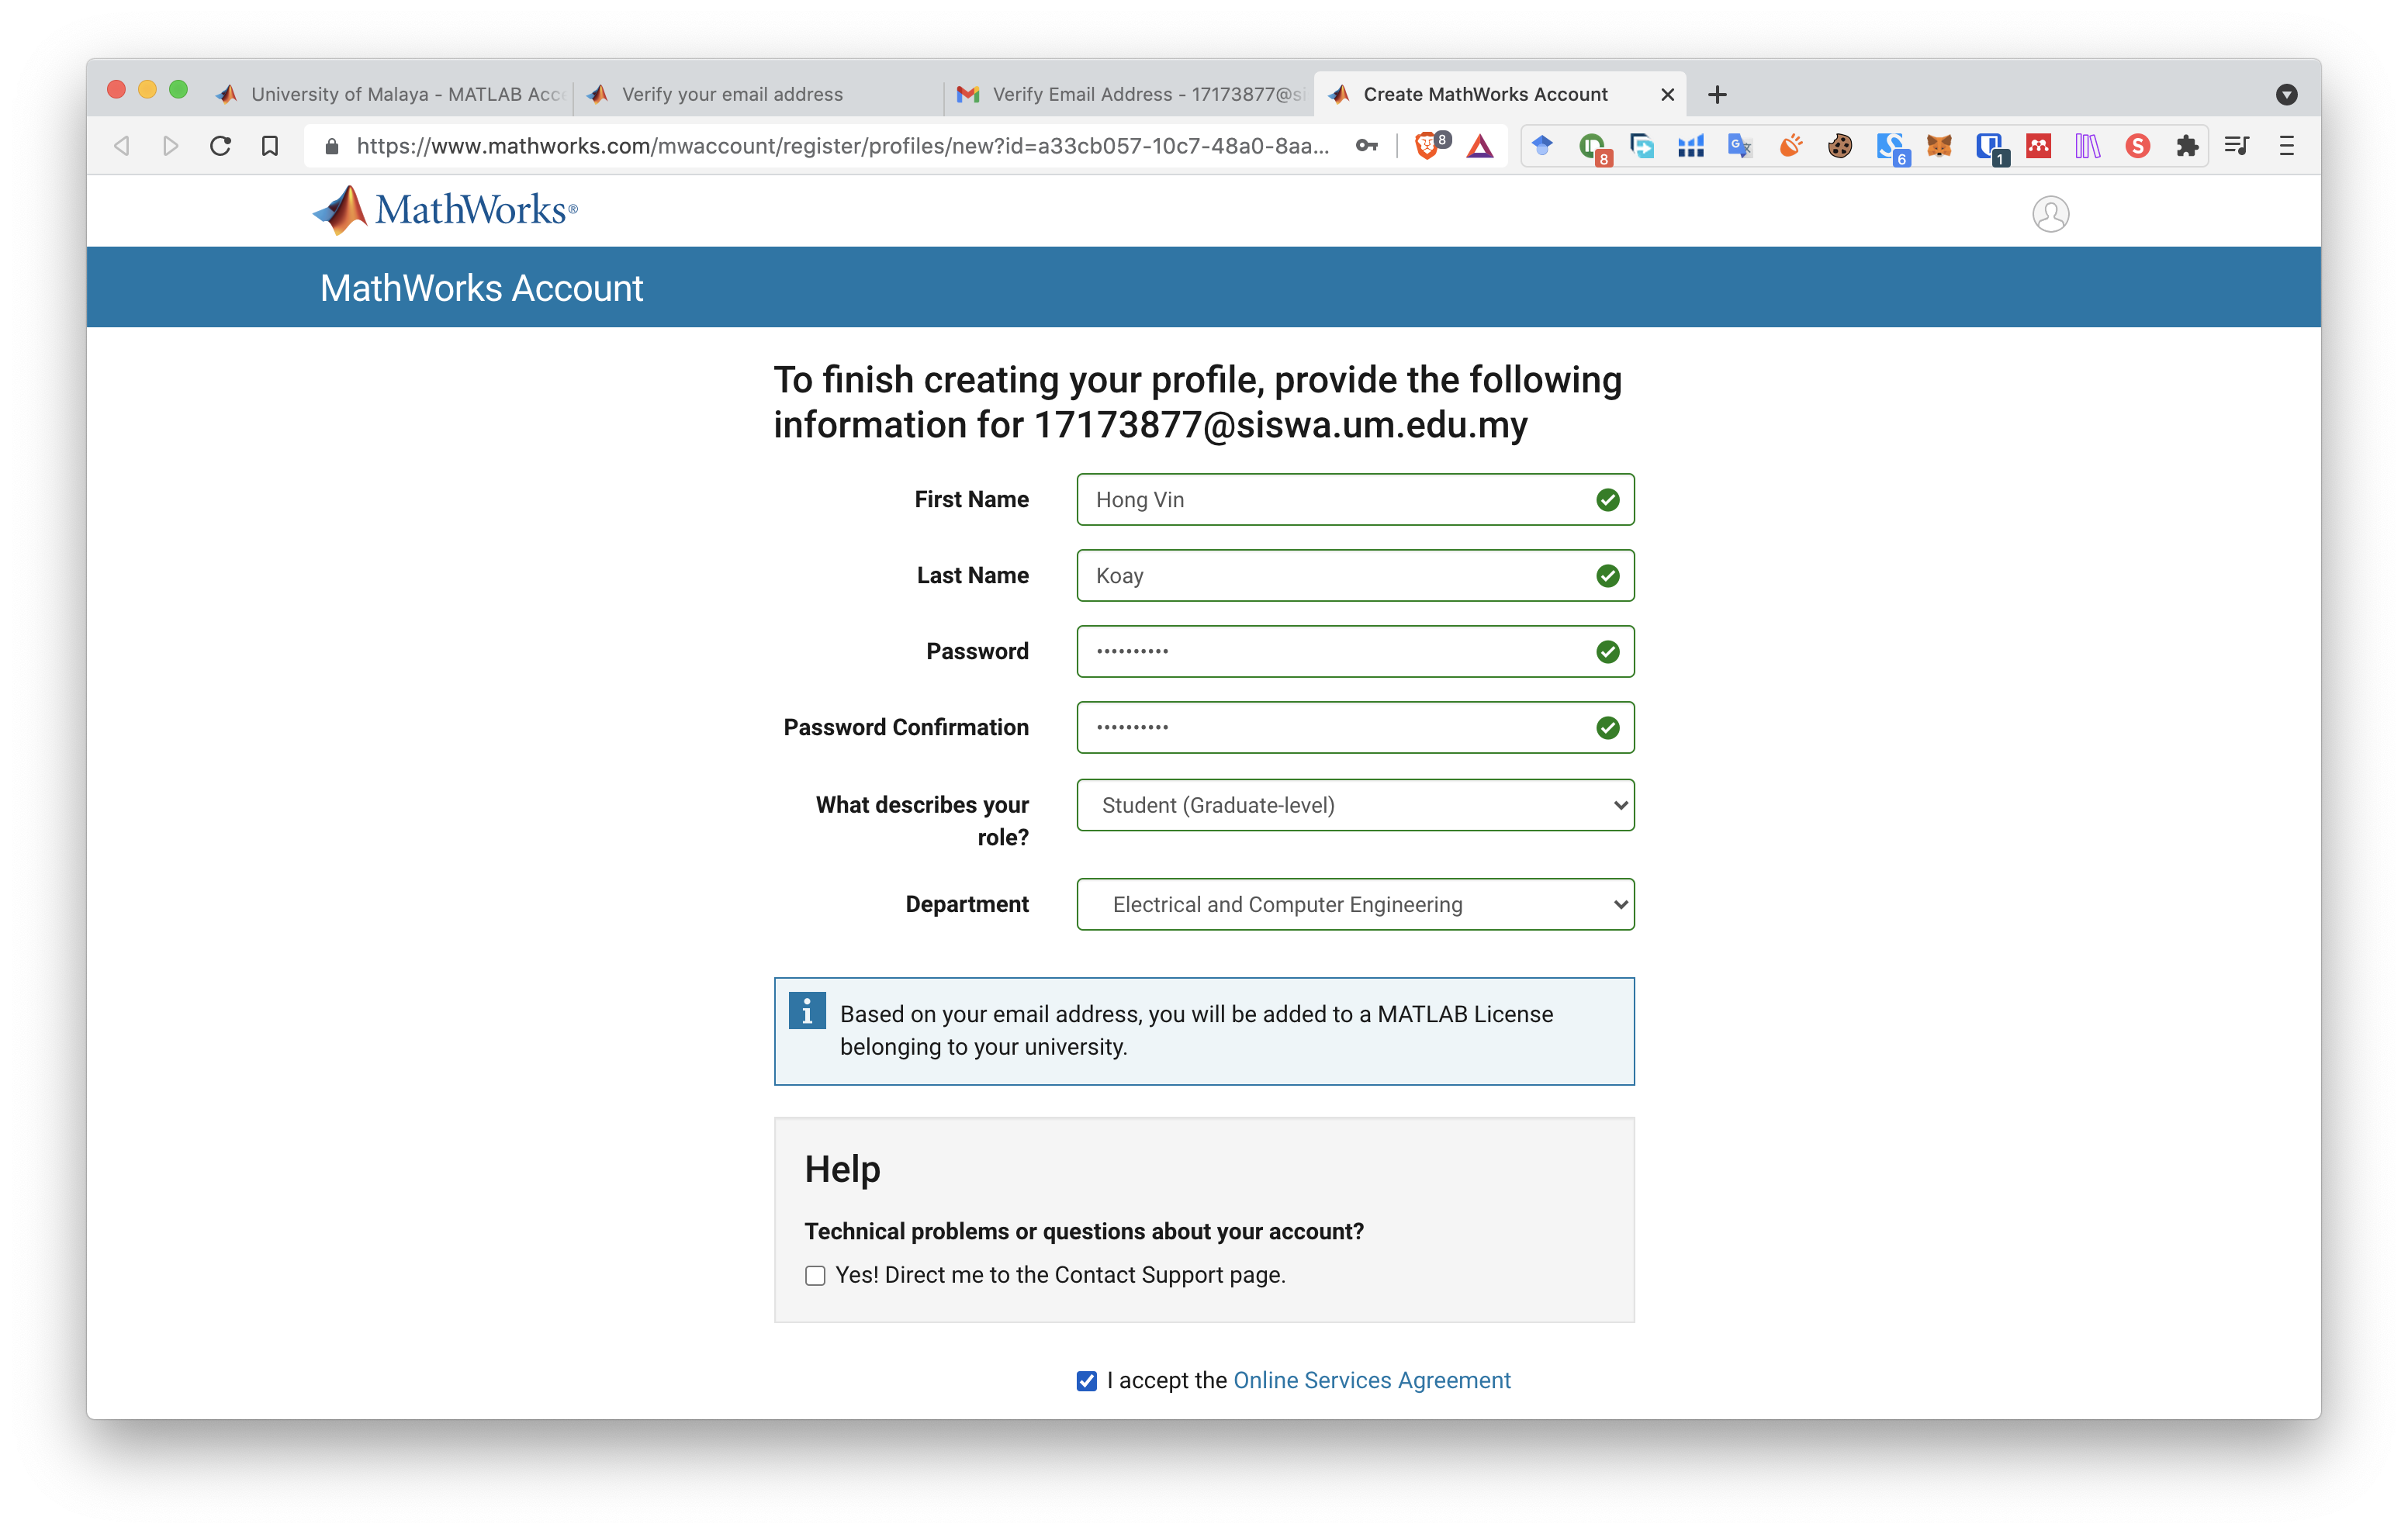 University of Malaya - MATLAB Acce
Verify your email address
Verify Email Address - 17173877@si
Create MathWorks Account
https://www.mathworks.com/mwaccount/register/profiles/new?id=a33cb057-10c7-48a0-8aa...
8
8
6
1
S
MathWorks®
MathWorks Account
To finish creating your profile, provide the following
information for 17173877@siswa.um.edu.my
First Name
Hong Vin
Last Name
Koay
Password
••••••••••
Password Confirmation
••••••••••
What describes your
role?
Student (Graduate-level)
Department
Electrical and Computer Engineering
i
Based on your email address, you will be added to a MATLAB License
belonging to your university.
Help
Technical problems or questions about your account?
Yes! Direct me to the Contact Support page.
I accept the Online Services Agreement